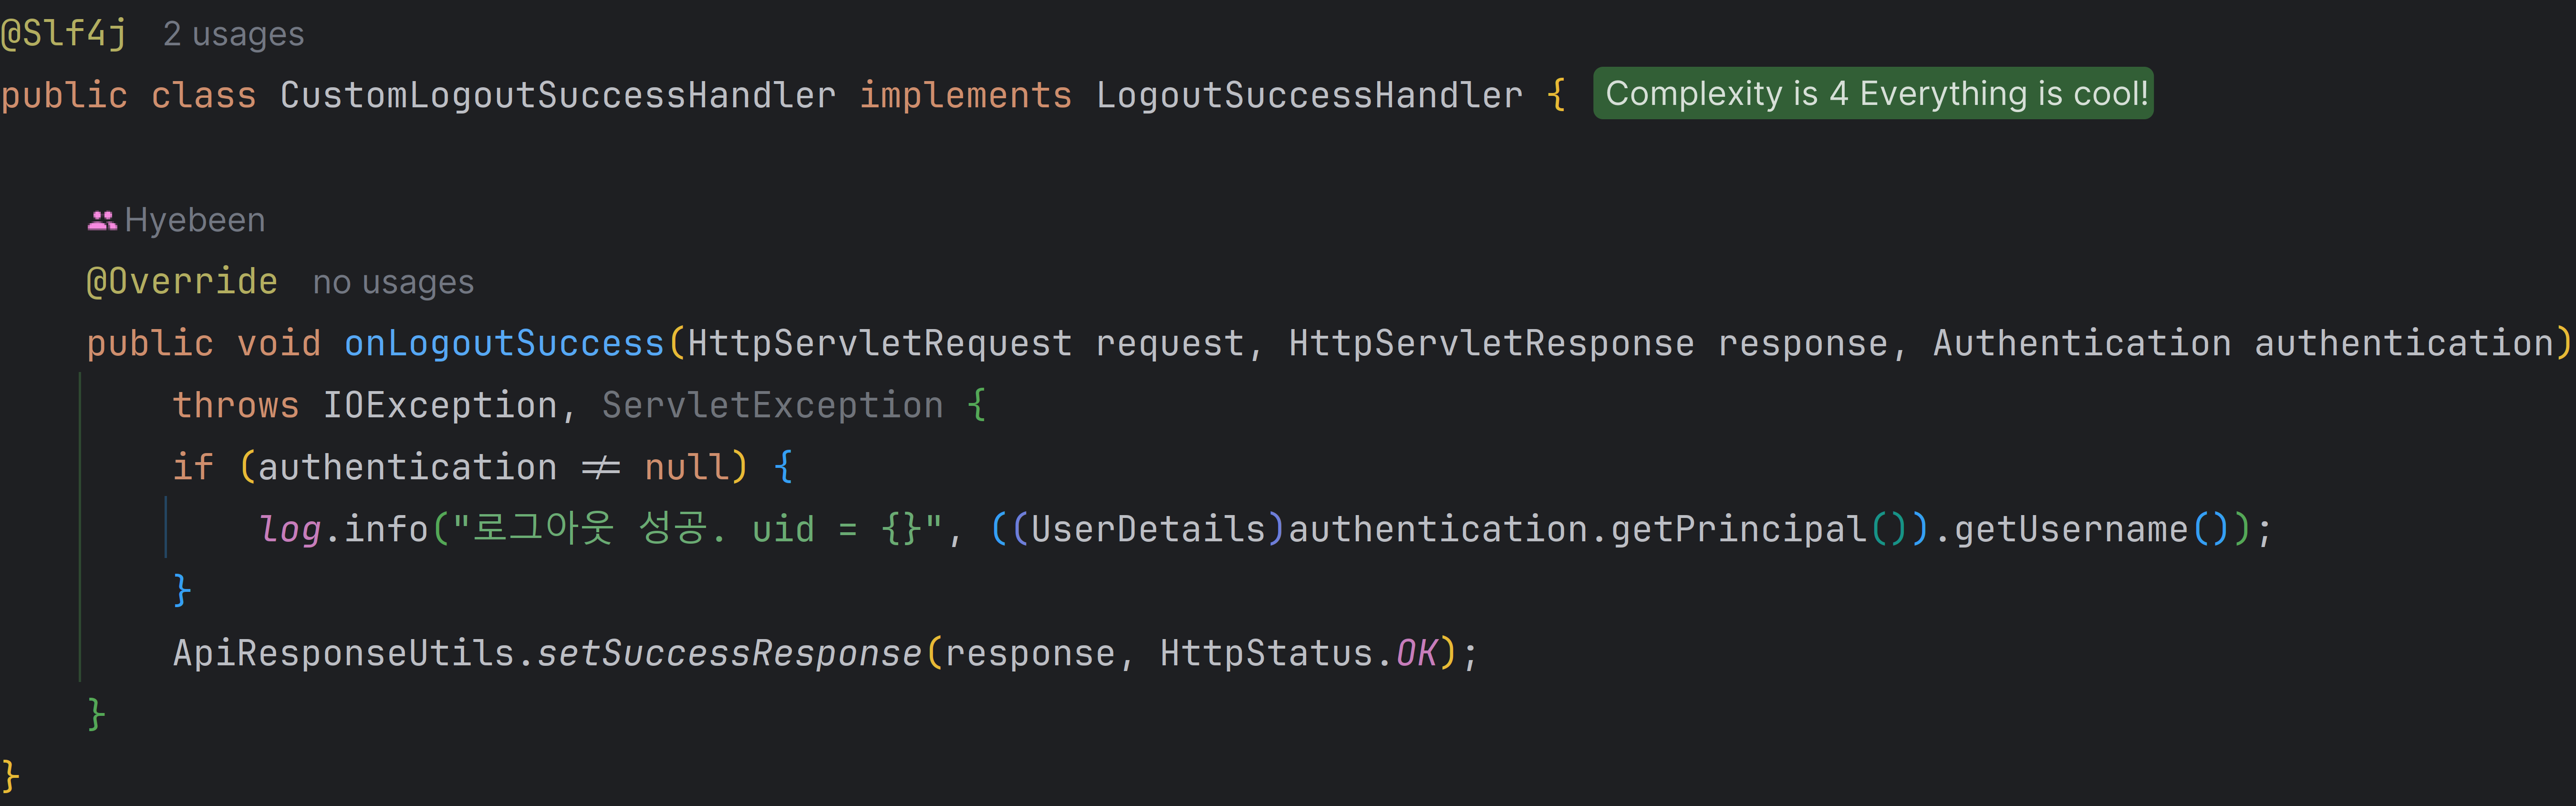 @Slf4j 2 usages
public class CustomLogoutSuccessHandler implements LogoutSuccessHandler { Complexity is 4 Everything is cool!
Hyebeen
@Override no usages
public void onLogoutSuccess(HttpServletRequest request, HttpServletResponse response, Authentication authentication)
throws IOException, ServletException {
if (authentication ≠ null) {
log.info("로그아웃 성공. uid = {}", ((UserDetails)authentication.getPrincipal()).getUsername());
}
ApiResponseUtils.setSuccessResponse(response, HttpStatus.OK);
}
}